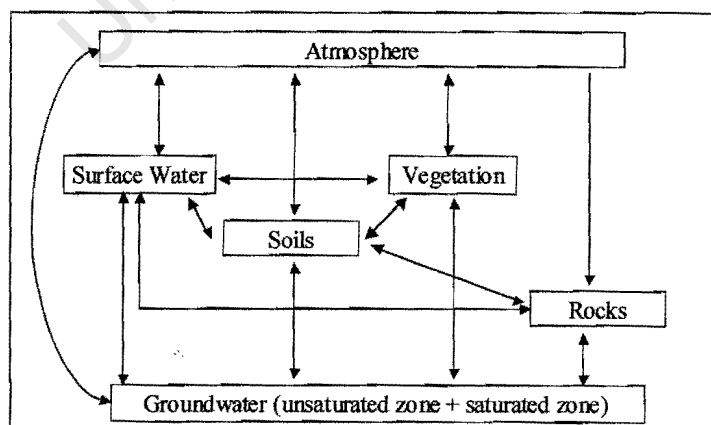 Atmosphere
Surface Water
Vegetation
Soils
Rocks
Groundwater (unsaturated zone + saturated zone)